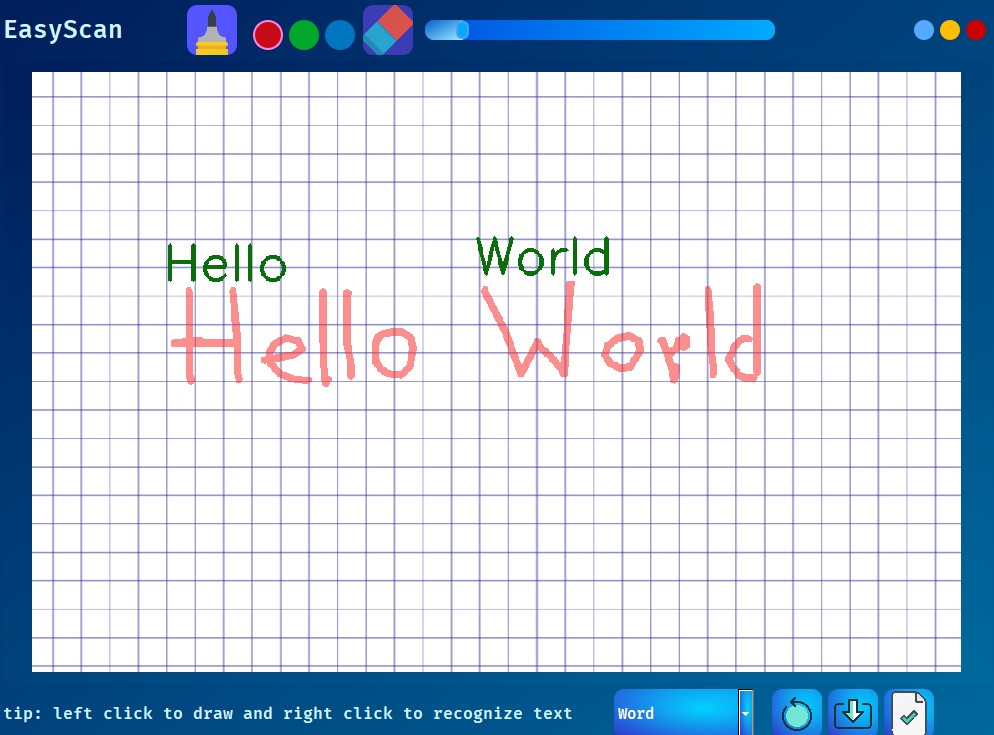 EasyScan
Hello World
Hello World
tip: left click to draw and right click to recognize text
Word